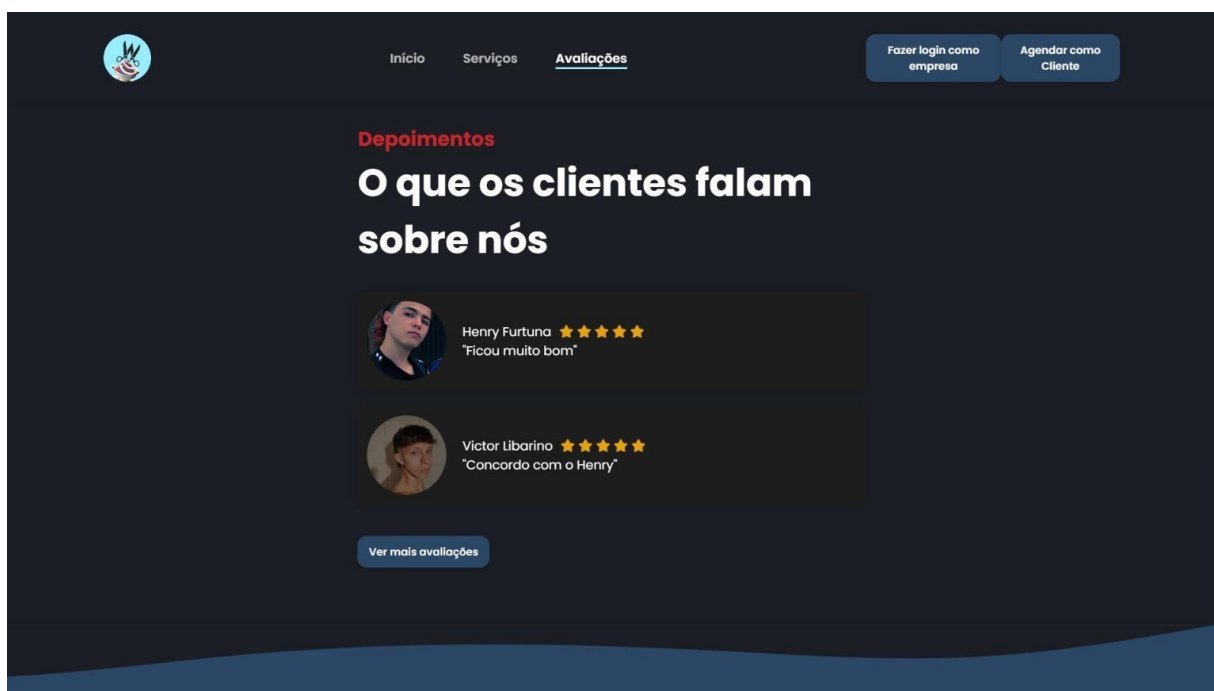 Início
Serviços
Avaliações
Fazer login como
empresa
Agendar como
Cliente
Depoimentos
O que os clientes falam
sobre nós
Henry Furtuna
"Ficou muito bom"
Victor Libarino
"Concordo com o Henry"
Ver mais avaliações